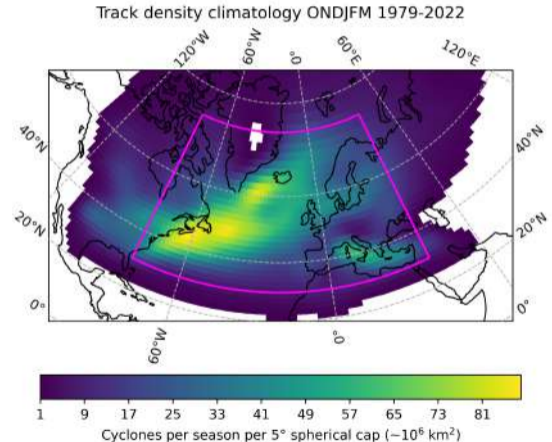 Track density climatology ONDJFM 1979-2022
120°W 60°W °0 60°E 120°E
40°N 40°N
20°N 20°N
0° 0°
60°W °0
1 9 17 25 33 41 49 57 65 73 81
Cyclones per season per 5° spherical cap (~10⁶ km²)